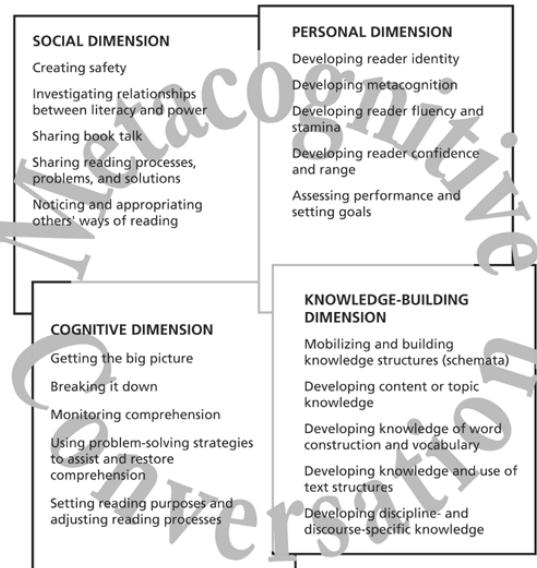 SOCIAL DIMENSION
Creating safety
Investigating relationships
between literacy and power
Sharing book talk
Sharing reading processes,
problems, and solutions
Noticing and appropriating
others' ways of reading
PERSONAL DIMENSION
Developing reader identity
Developing metacognition
Developing reader fluency and
stamina
Developing reader confidence
and range
Assessing performance and
setting goals
COGNITIVE DIMENSION
Getting the big picture
Breaking it down
Monitoring comprehension
Using problem-solving strategies
to assist and restore
comprehension
Setting reading purposes and
adjusting reading processes
KNOWLEDGE-BUILDING
DIMENSION
Mobilizing and building
knowledge structures (schemata)
Developing content or topic
knowledge
Developing knowledge of word
construction and vocabulary
Developing knowledge and use of
text structures
Developing discipline- and
discourse-specific knowledge
Metacognitive
Conversation